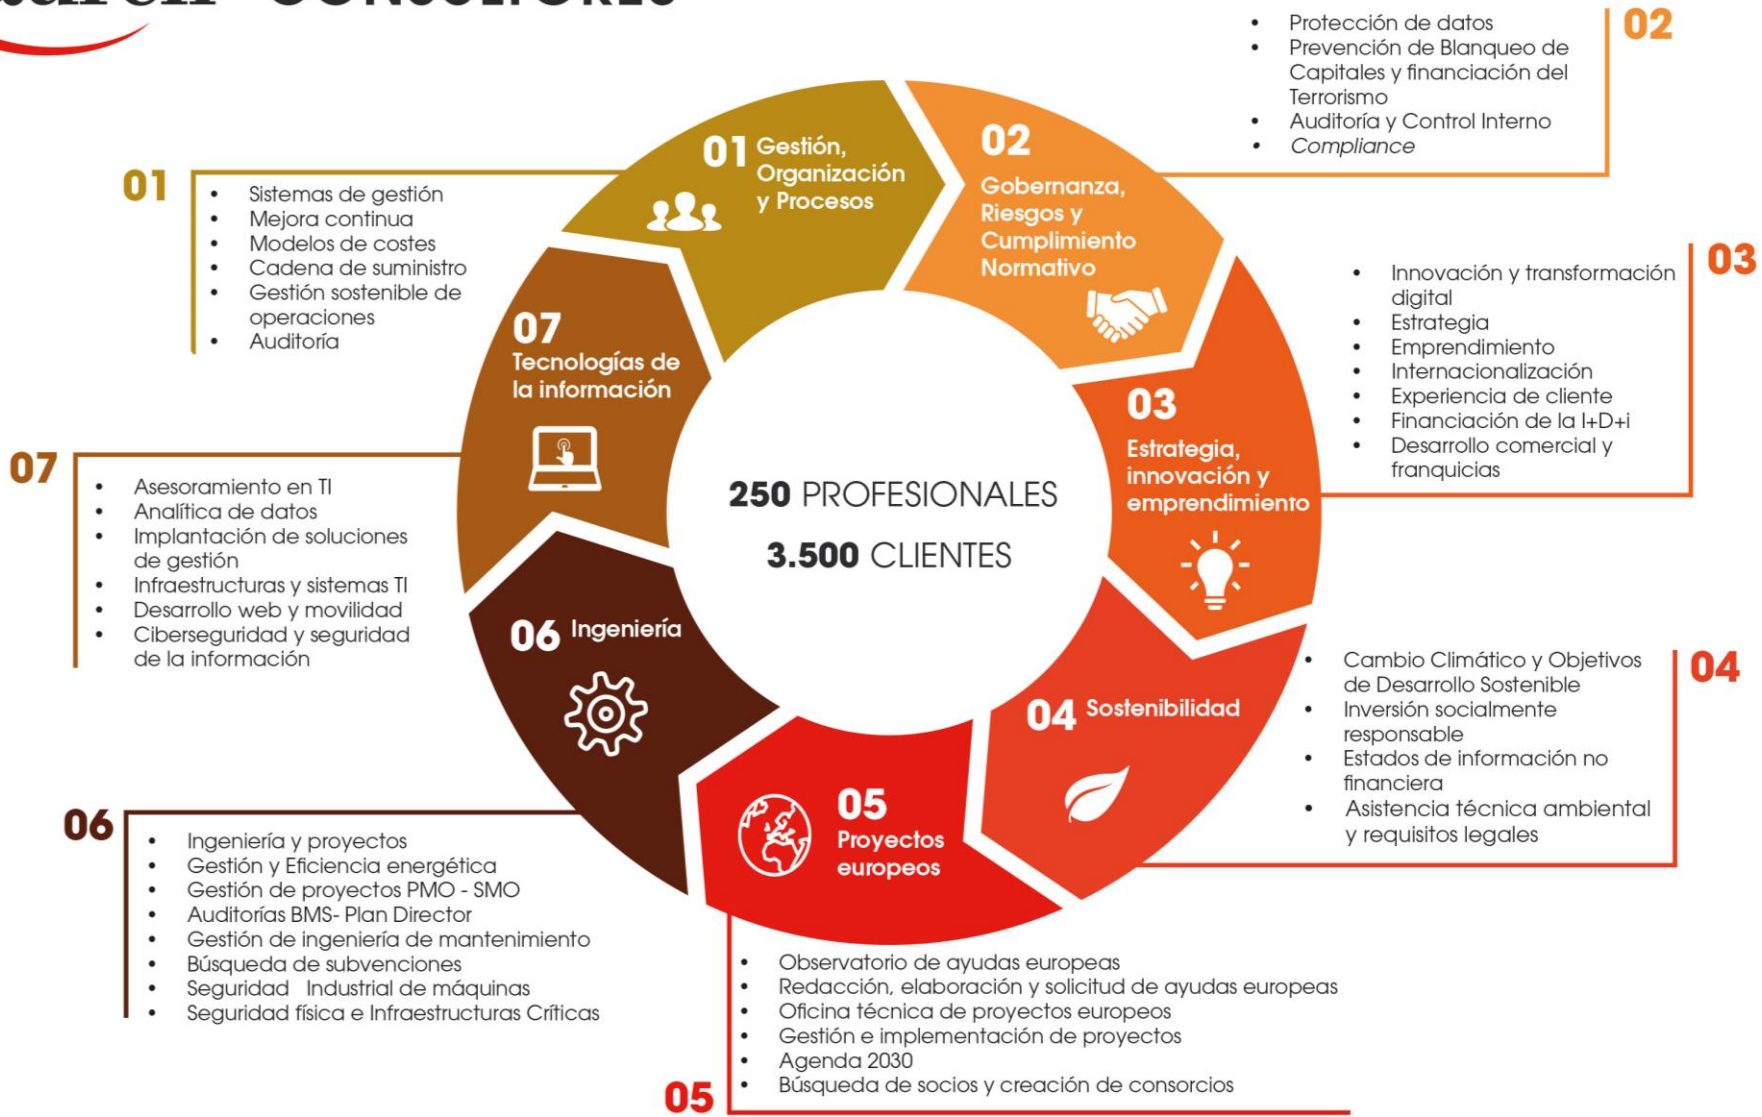 CONSULTORES
01 Gestión,
Organización
y Procesos
01
• Sistemas de gestión
• Mejora continua
• Modelos de costes
• Cadena de suministro
• Gestión sostenible de
operaciones
• Auditoría
02
Gobernanza,
Riesgos y
Cumplimiento
Normativo
02
• Protección de datos
• Prevención de Blanqueo de
Capitales y financiación del
Terrorismo
• Auditoría y Control Interno
• Compliance
03
Estrategia,
innovación y
emprendimiento
03
• Innovación y transformación
digital
• Estrategia
• Emprendimiento
• Internacionalización
• Experiencia de cliente
• Financiación de la I+D+i
• Desarrollo comercial y
franquicias
04 Sostenibilidad
04
• Cambio Climático y Objetivos
de Desarrollo Sostenible
• Inversión socialmente
responsable
• Estados de información no
financiera
• Asistencia técnica ambiental
y requisitos legales
05
Proyectos
europeos
05
• Observatorio de ayudas europeas
• Redacción, elaboración y solicitud de ayudas europeas
• Oficina técnica de proyectos europeos
• Gestión e implementación de proyectos
• Agenda 2030
• Búsqueda de socios y creación de consorcios
06 Ingeniería
06
• Ingeniería y proyectos
• Gestión y Eficiencia energética
• Gestión de proyectos PMO - SMO
• Auditorías BMS- Plan Director
• Gestión de ingeniería de mantenimiento
• Búsqueda de subvenciones
• Seguridad Industrial de máquinas
• Seguridad física e Infraestructuras Críticas
07
Tecnologías de
la información
07
• Asesoramiento en TI
• Analítica de datos
• Implantación de soluciones
de gestión
• Infraestructuras y sistemas TI
• Desarrollo web y movilidad
• Ciberseguridad y seguridad
de la información
250 PROFESIONALES
3.500 CLIENTES